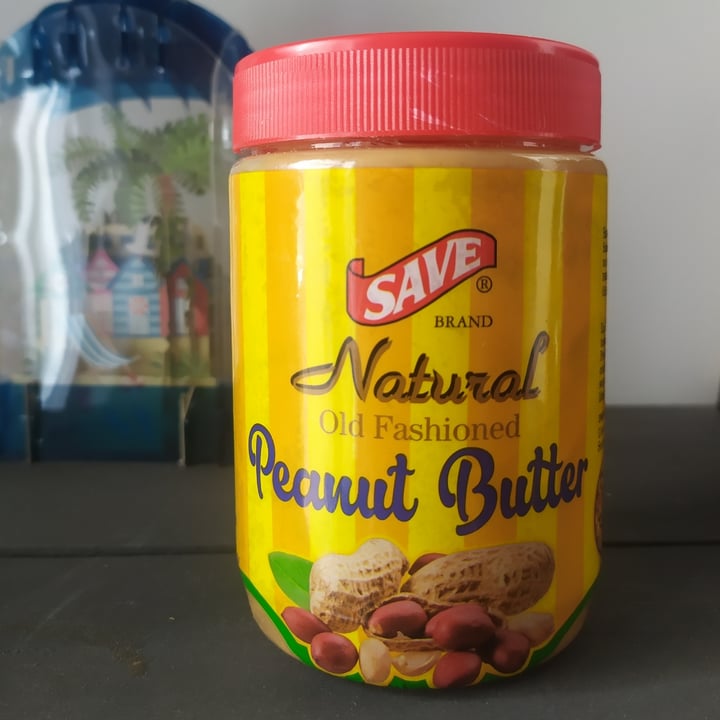 SAVE®
BRAND
Natural
Old Fashioned
Peanut Butter